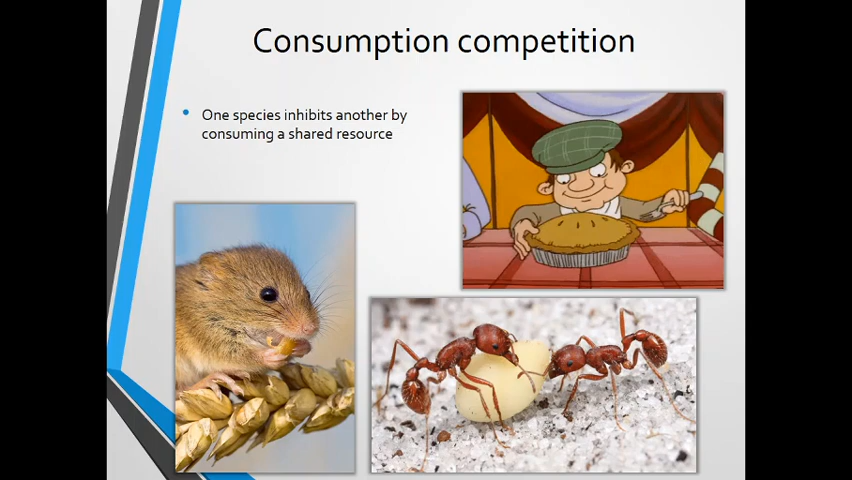 Consumption competition
One species inhibits another by
consuming a shared resource